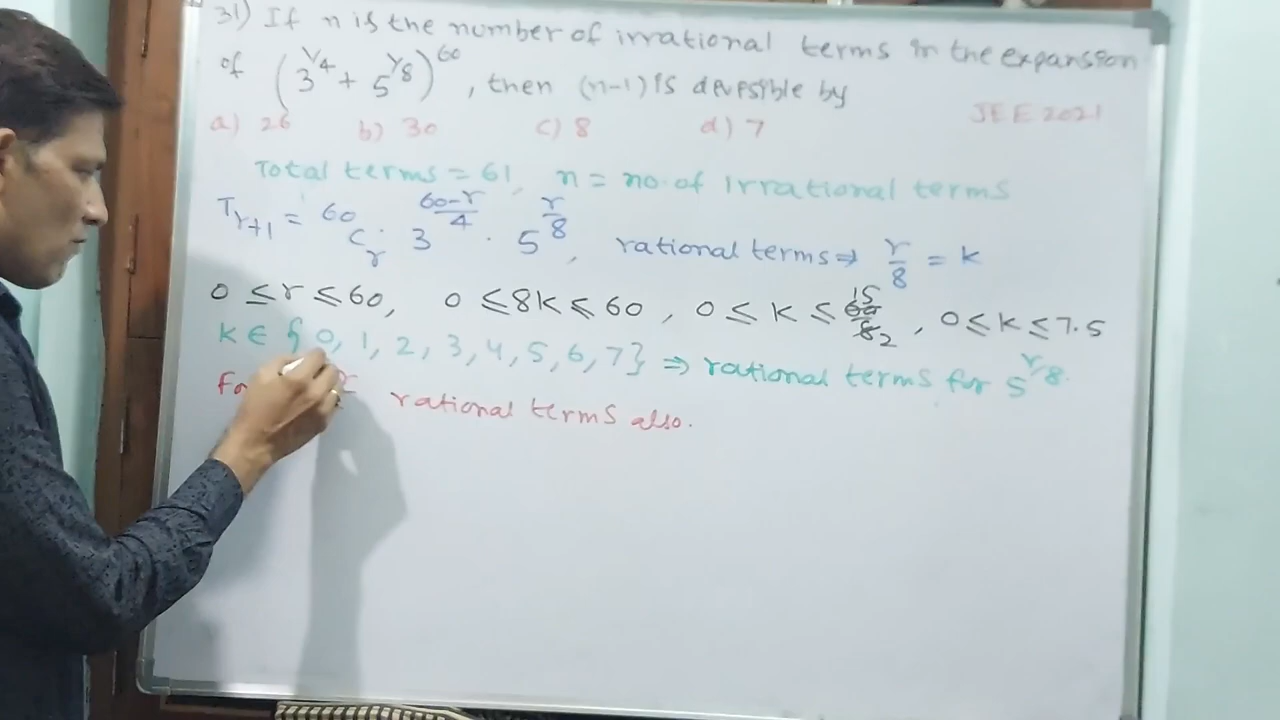 31) If n is the number of irrational terms in the expansion
of (3^1/4 + 5^1/8)^60, then (n-1) is devisible by
JEE 2021
a) 26 b) 30 c) 8 d) 7
Total terms = 61, n = no. of Irrational terms
T_r+1 = ^60C_r · 3^(60-r)/4 · 5^r/8, rational terms ⇒ r/8 = k
0 ≤ r ≤ 60, 0 ≤ 8k ≤ 60, 0 ≤ k ≤ 15 60/8 2, 0 ≤ k ≤ 7.5
k ∈ { 0, 1, 2, 3, 4, 5, 6, 7 } ⇒ rational terms for 5^r/8.
rational terms also.